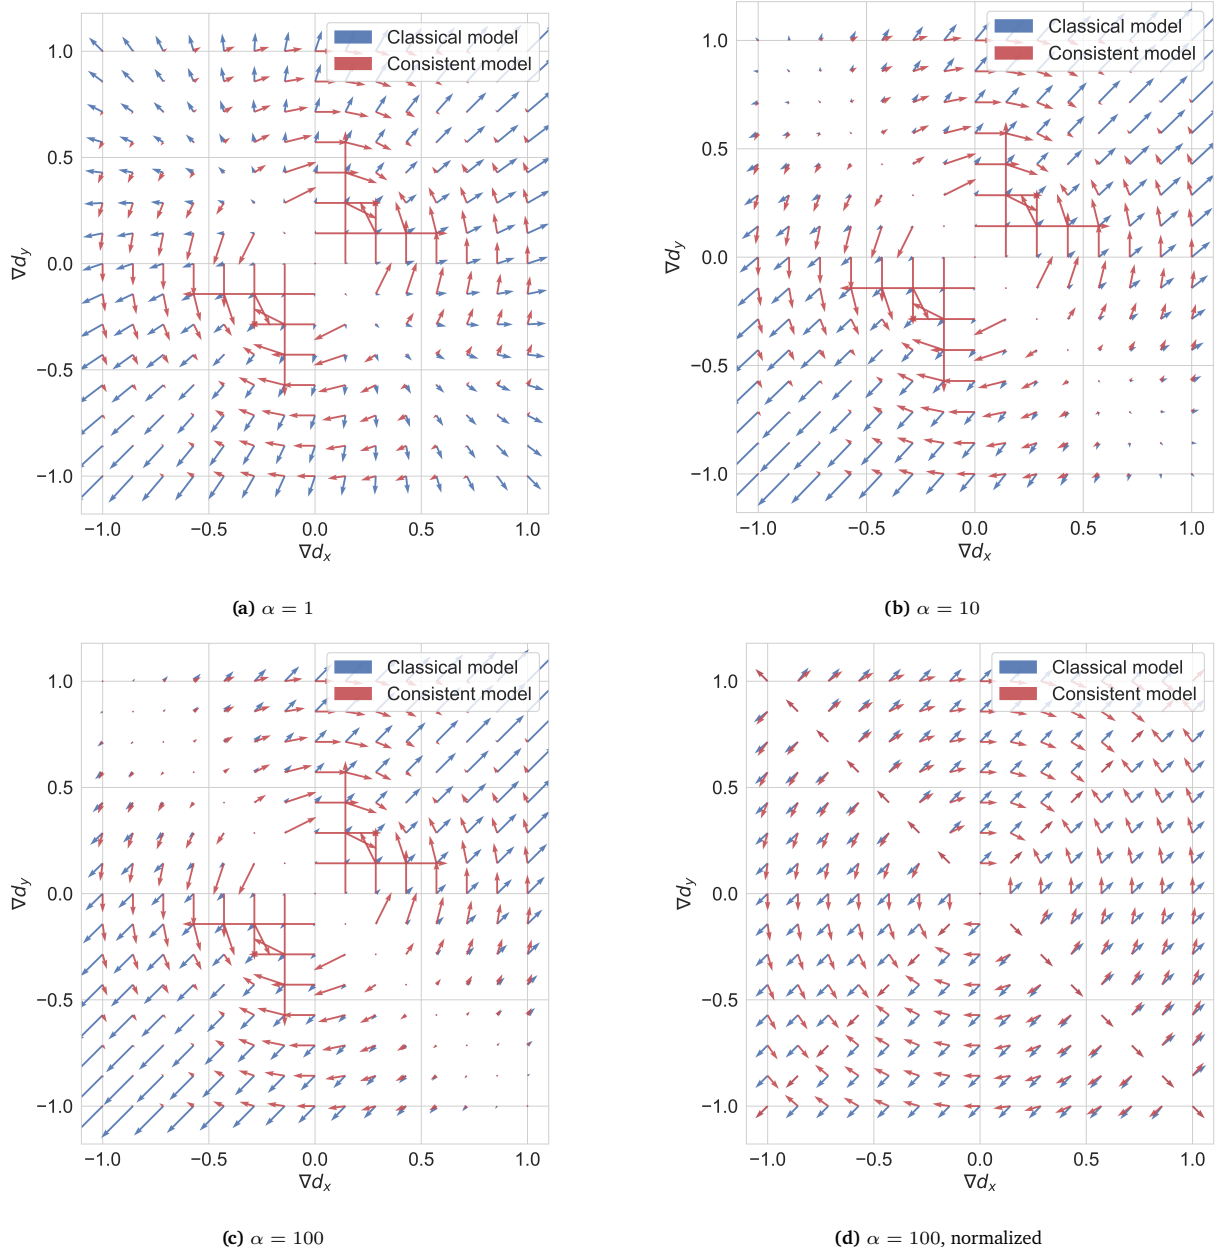 Classical model
Consistent model
1.0
0.5
0.0
−0.5
−1.0
∇d_y
−1.0 −0.5 0.0 0.5 1.0
∇d_x
(a) α = 1
Classical model
Consistent model
1.0
0.5
0.0
−0.5
−1.0
∇d_y
−1.0 −0.5 0.0 0.5 1.0
∇d_x
(b) α = 10
Classical model
Consistent model
1.0
0.5
0.0
−0.5
−1.0
∇d_y
−1.0 −0.5 0.0 0.5 1.0
∇d_x
(c) α = 100
Classical model
Consistent model
1.0
0.5
0.0
−0.5
−1.0
∇d_y
−1.0 −0.5 0.0 0.5 1.0
∇d_x
(d) α = 100, normalized